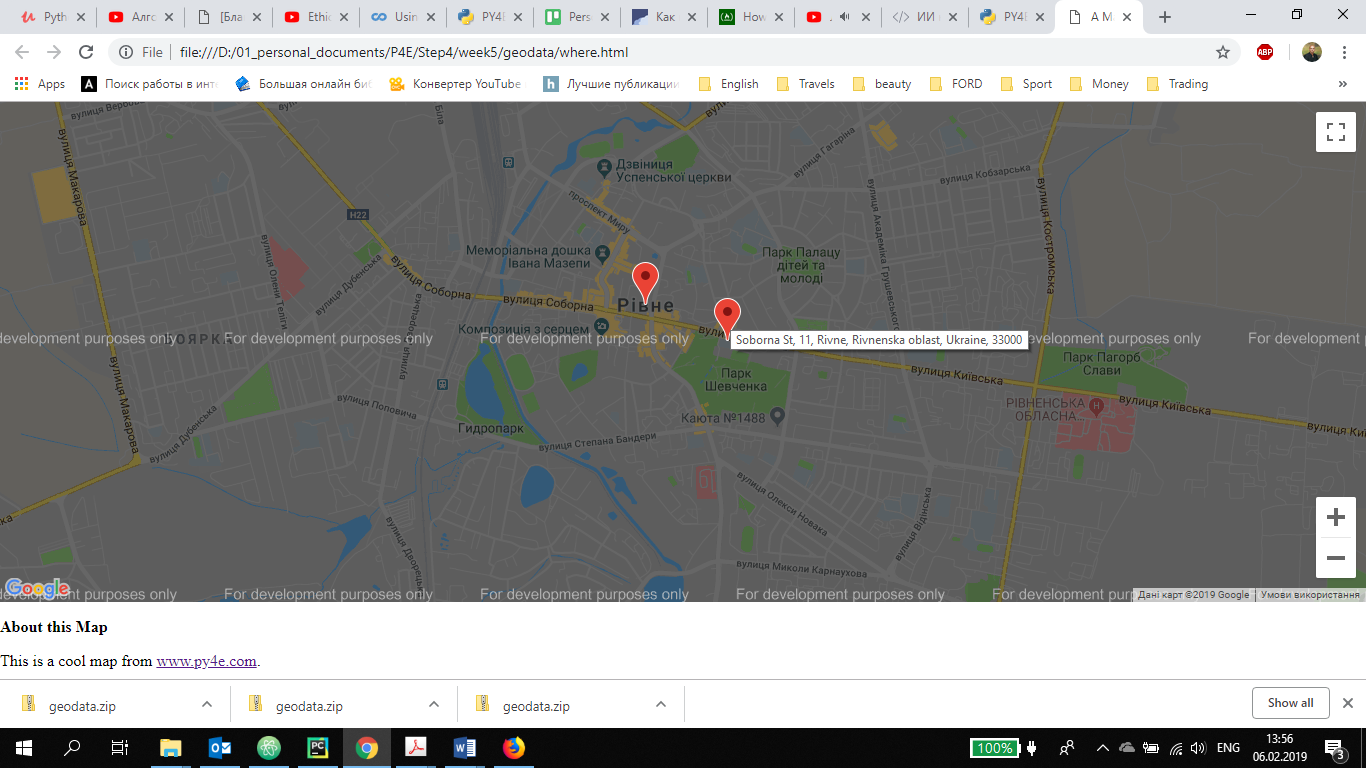 Pyth
Алго
[Бла
Ethic
Usin
PY4E
Pers
Как
How
ИИ
PY4E
A M
File
file:///D:/01_personal_documents/P4E/Step4/week5/geodata/where.html
ABP
Apps
Поиск работы в инте
Большая онлайн биб
Конвертер YouTube
Лучшие публикации
English
Travels
beauty
FORD
Sport
Money
Trading
»
вулиця Макарова
Біла
вулиця Гагаріна
Дзвіниця
Успенської церкви
вулиця Кобзарська
проспект Миру
H22
вулиця Академіка Грушевського
вулиця Костромська
вулиця Олени Теліги
вулиця Дубенська
Меморіальна дошка
Івана Мазепи
Парк Палацу
дітей та
молоді
вулиця Соборна
вулиця Соборна
Рівне
Композиція з серцем
БОЯРКА
development purposes only
For development purposes only
For development purposes only
Soborna St, 11, Rivne, Rivnenska oblast, Ukraine, 33000
development purposes only
For development purposes
Парк
Шевченка
Парк Пагорб
Слави
вулиця Київська
вулиця Київська
вулиця Макарова
вулиця Поповича
РІВНЕНСЬКА
ОБЛАСНА
H
Каюта №1488
Гидропарк
вулиця Дубенська
вулиця Степана Бандери
вулиця Олекси Новака
вулиця Відінська
вулиця Дворецька
вулиця Миколи Карнаухова
Google
development purposes only
For development purposes only
For development purposes only
For development purposes only
For development
Дані карт ©2019 Google
Умови використання
About this Map
This is a cool map from www.py4e.com.
geodata.zip
geodata.zip
geodata.zip
Show all
100%
ENG
13:56
06.02.2019
3